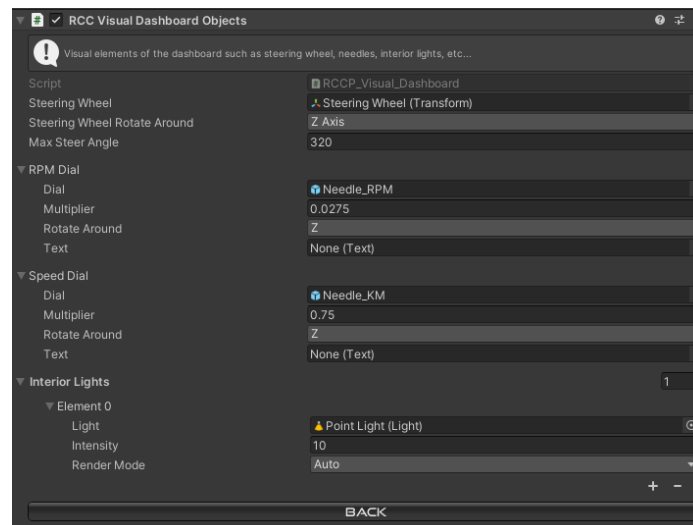 RCC Visual Dashboard Objects
Visual elements of the dashboard such as steering wheel, needles, interior lights, etc...
Script RCCP_Visual_Dashboard
Steering Wheel Steering Wheel (Transform)
Steering Wheel Rotate Around Z Axis
Max Steer Angle 320
RPM Dial
Dial Needle_RPM
Multiplier 0.0275
Rotate Around Z
Text None (Text)
Speed Dial
Dial Needle_KM
Multiplier 0.75
Rotate Around Z
Text None (Text)
Interior Lights 1
Element 0
Light Point Light (Light)
Intensity 10
Render Mode Auto
+ -
BACK